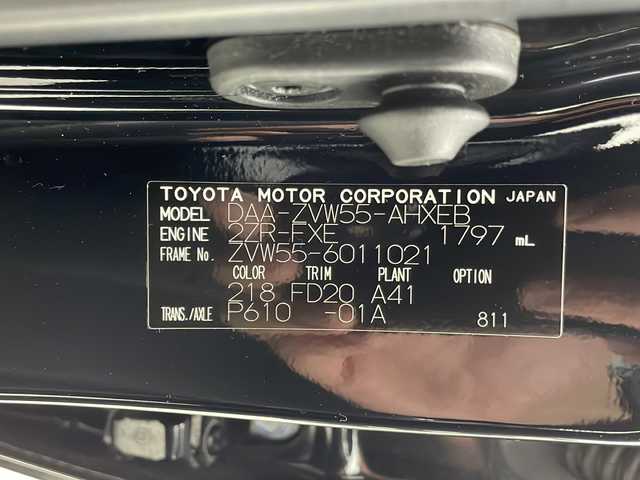 TOYOTA MOTOR CORPORATION JAPAN
MODEL DAA-ZVW55-AHXEB
ENGINE 2ZR-FXE 1797 mL
FRAME No. ZVW55-6011021
COLOR TRIM PLANT OPTION
218 FD20 A41
TRANS./AXLE P610 -01A 811